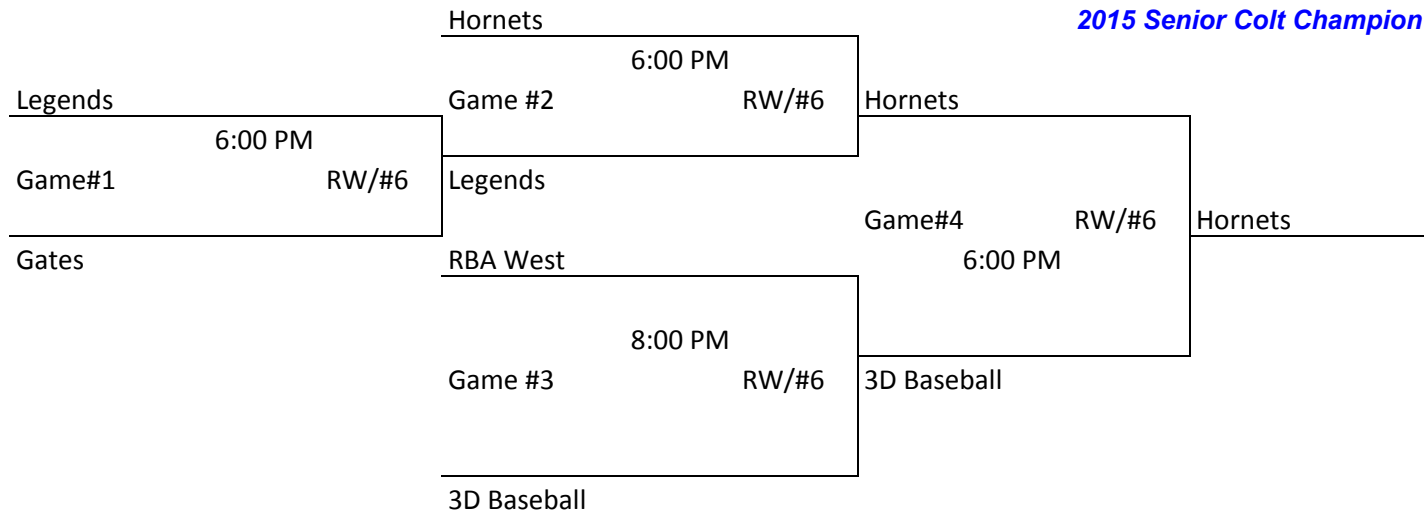 Hornets 2015 Senior Colt Champion
6:00 PM
Legends Game #2 RW/#6 Hornets
6:00 PM
Game#1 RW/#6 Legends
Game#4 RW/#6 Hornets
Gates RBA West 6:00 PM
8:00 PM
Game #3 RW/#6 3D Baseball
3D Baseball